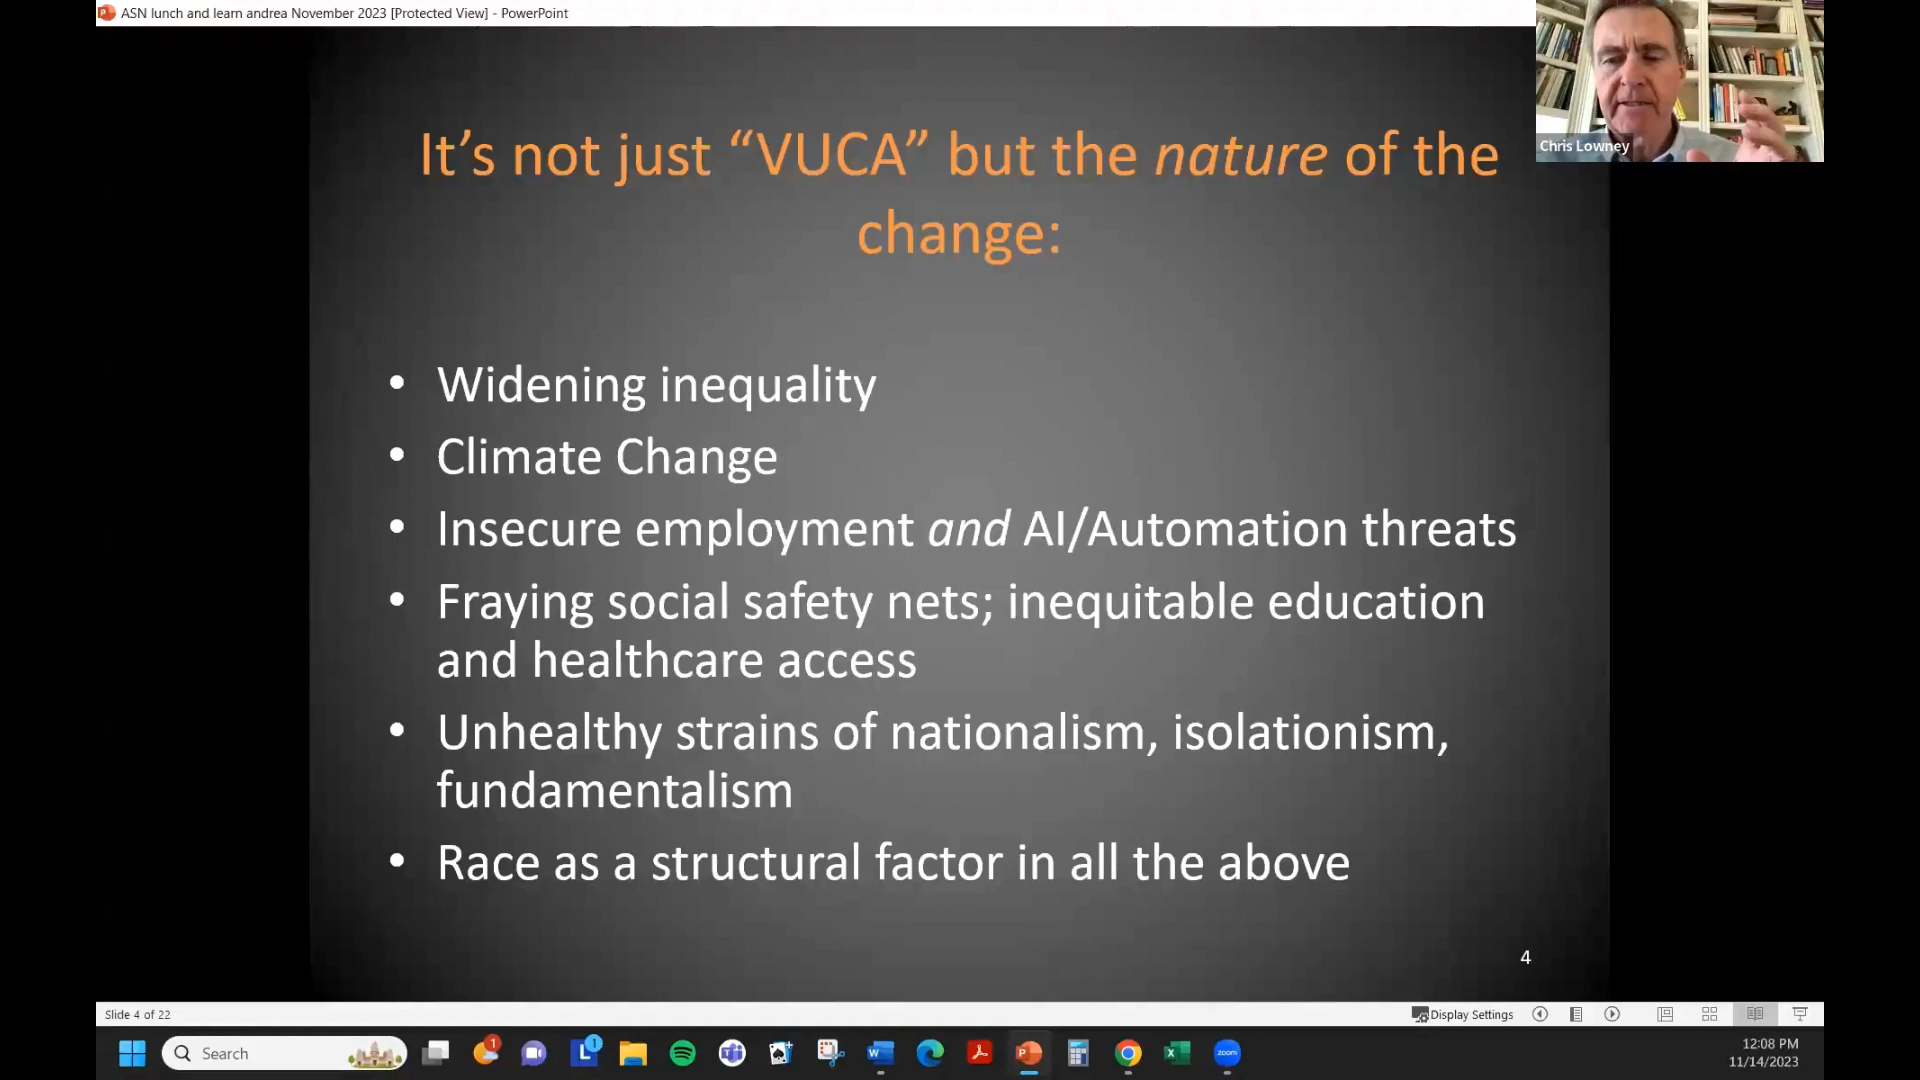 ASN lunch and learn andrea November 2023 [Protected View] - PowerPoint
Chris Lowney
It’s not just “VUCA” but the nature of the
change:
• Widening inequality
• Climate Change
• Insecure employment and AI/Automation threats
• Fraying social safety nets; inequitable education
and healthcare access
• Unhealthy strains of nationalism, isolationism,
fundamentalism
• Race as a structural factor in all the above
4
Slide 4 of 22
Display Settings
Search
1
L
1
W
P
X
zoom
12:08 PM
11/14/2023